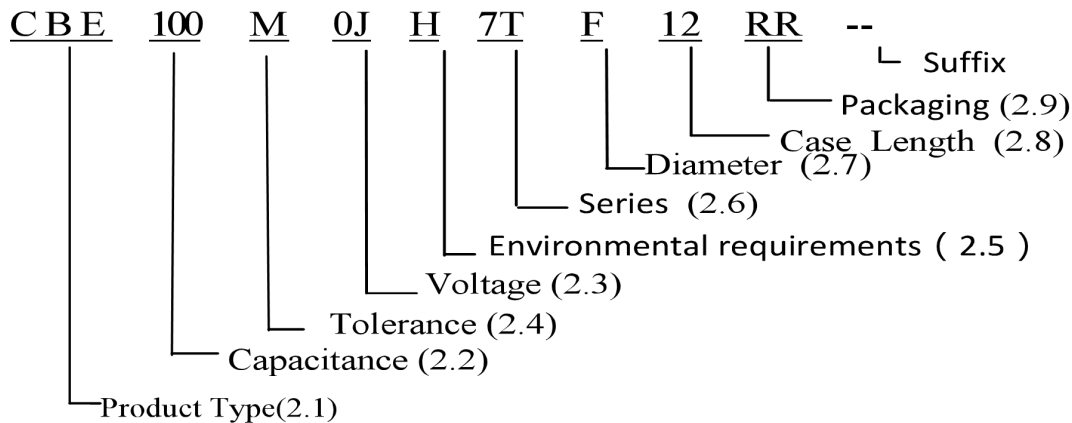 CBE 100 M 0J H 7T F 12 RR --
Suffix
Packaging (2.9)
Case Length (2.8)
Diameter (2.7)
Series (2.6)
Environmental requirements ( 2.5 )
Voltage (2.3)
Tolerance (2.4)
Capacitance (2.2)
Product Type(2.1)